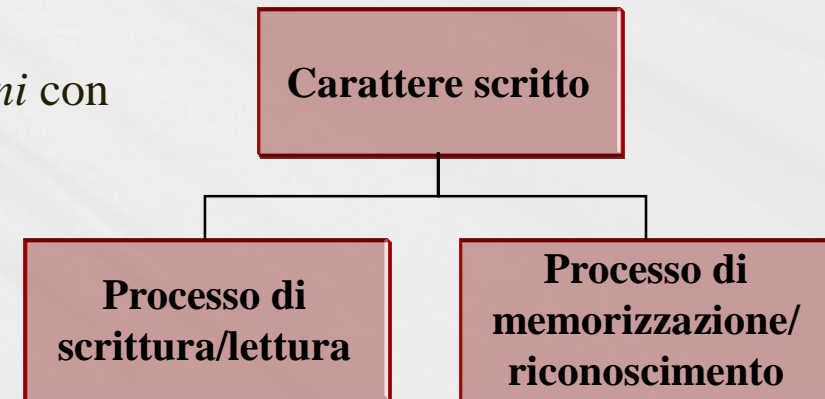 Carattere scritto
ni con
Processo di
scrittura/lettura
Processo di
memorizzazione/
riconoscimento